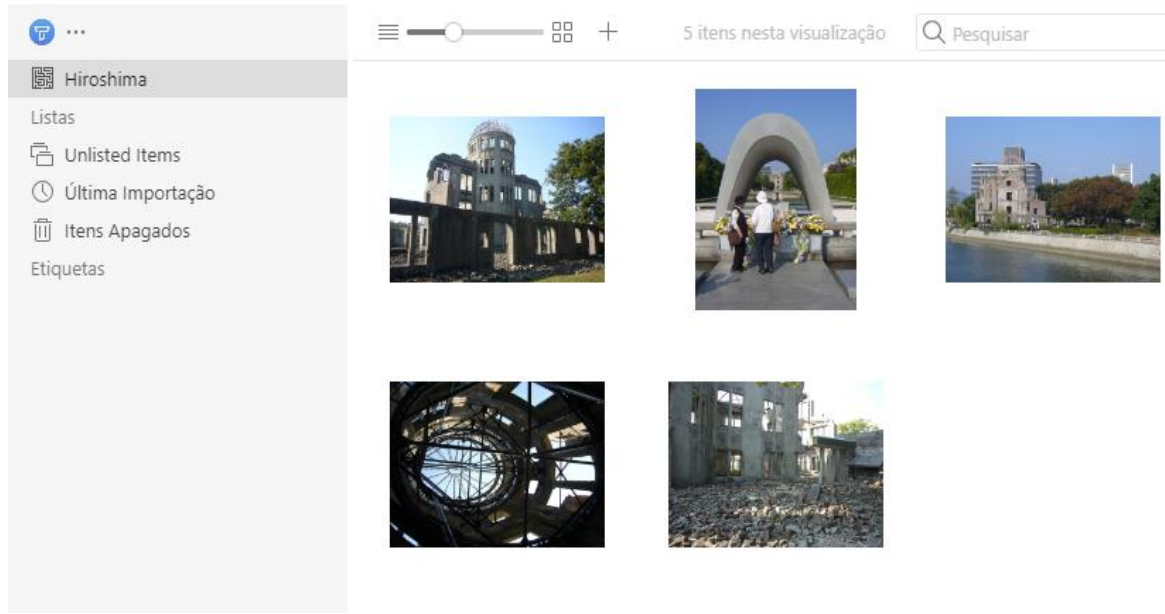 ...
5 itens nesta visualização
Pesquisar
Hiroshima
Listas
Unlisted Items
Última Importação
Itens Apagados
Etiquetas